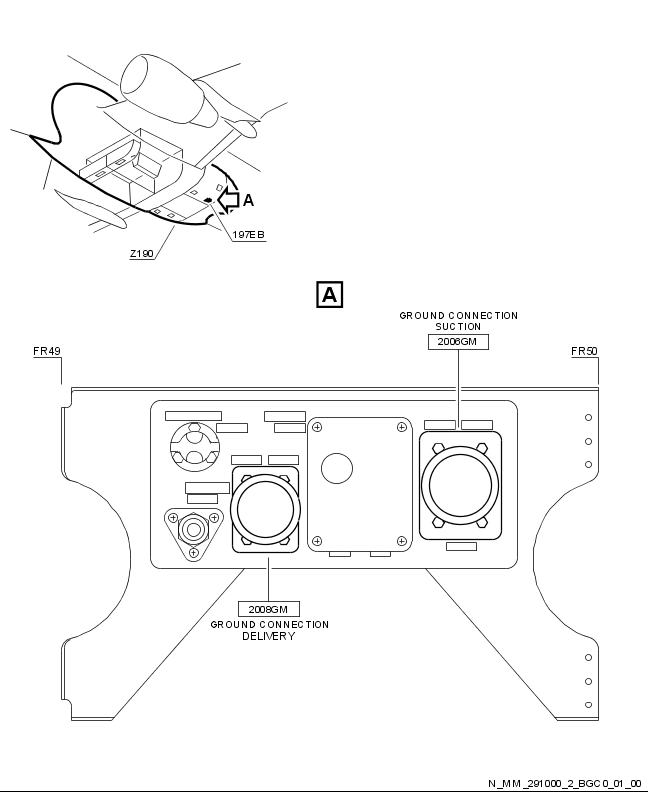 A
197EB
Z190
A
GROUND CONNECTION
SUCTION
2006GM
FR49
FR50
2008GM
GROUND CONNECTION
DELIVERY
N_MM_291000_2_BGC0_01_00